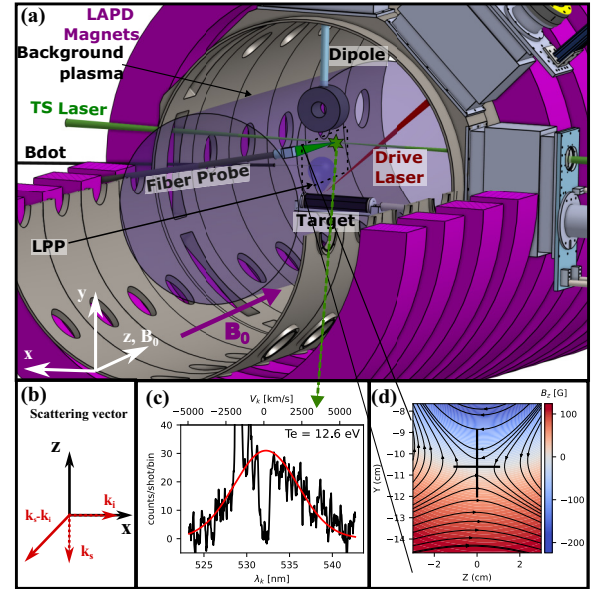 (a)
LAPD
Magnets
Background
plasma
Dipole
TS Laser
Bdot
Fiber Probe
Drive
Laser
Target
LPP
B₀
y
z, B₀
x
(b)
Scattering vector
z
kᵢ
x
kₛ-kᵢ
kₛ
(c)
Vₖ [km/s]
−5000 −2500 0 2500 5000
Te = 12.6 eV
counts/shot/bin
40
30
20
10
0
525 530 535 540
λₖ [nm]
(d)
B_z [G]
100
0
−100
−200
Y (cm)
−8
−9
−10
−11
−12
−13
−14
−2 0 2
Z (cm)